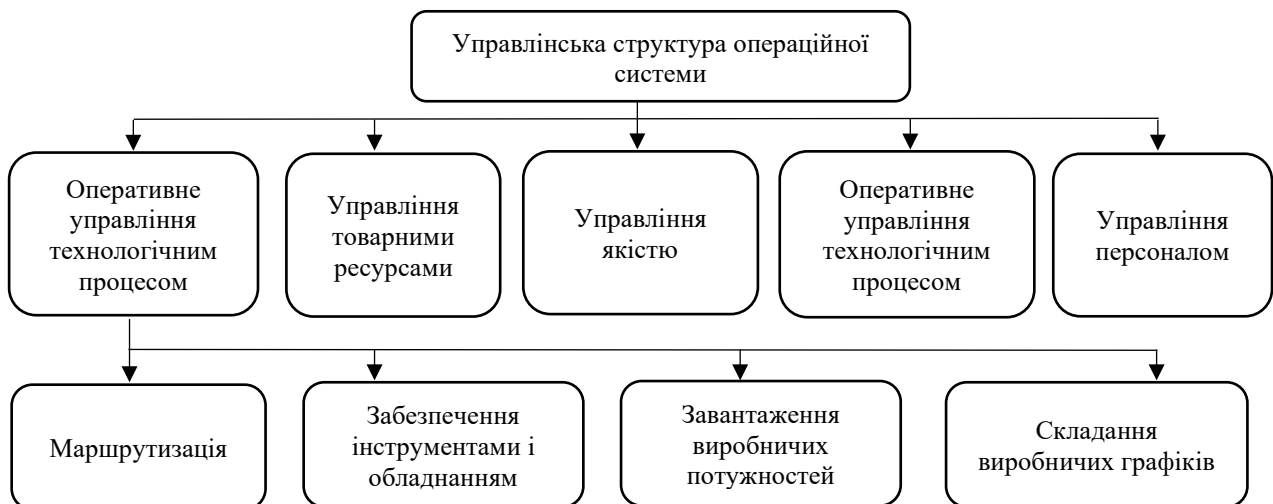 Управлінська структура операційної
системи
Оперативне
управління
технологічним
процесом
Управління
товарними
ресурсами
Управління
якістю
Оперативне
управління
технологічним
процесом
Управління
персоналом
Маршрутизація
Забезпечення
інструментами і
обладнанням
Завантаження
виробничих
потужностей
Складання
виробничих графіків